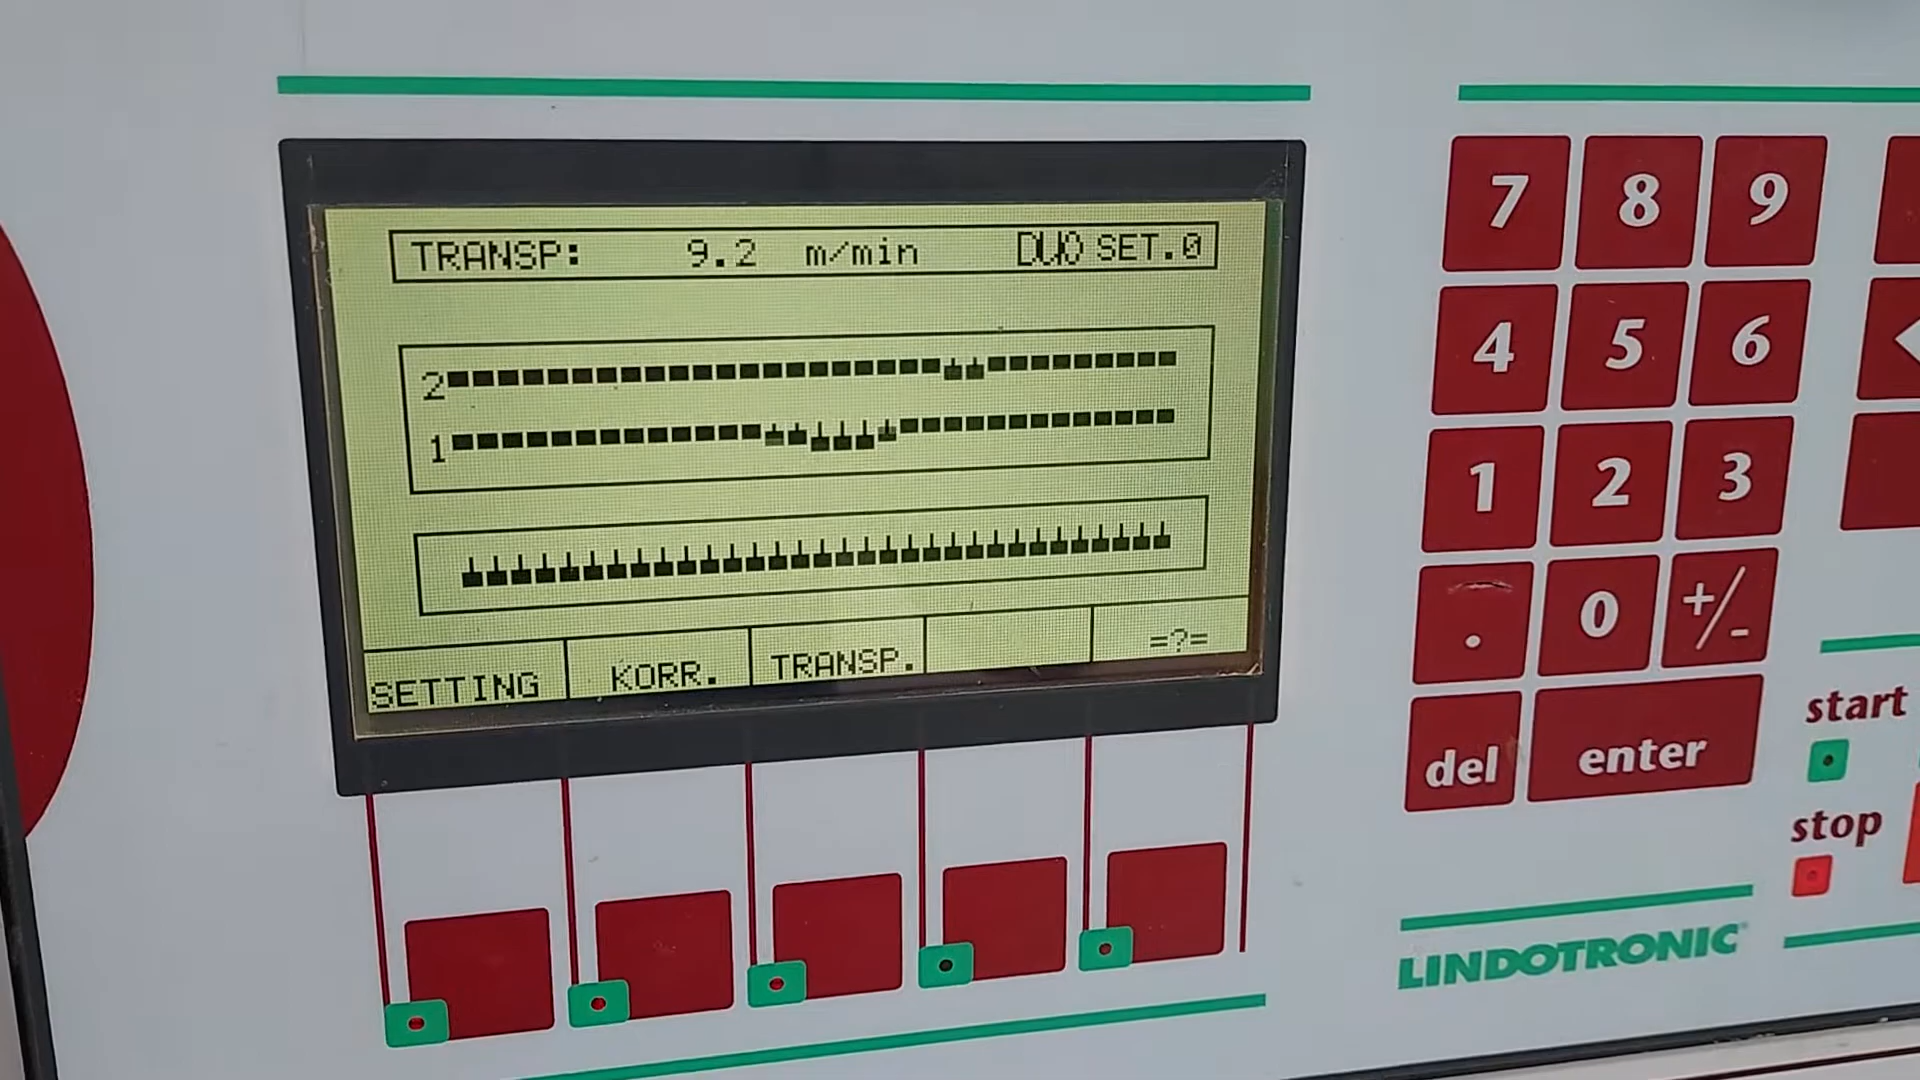 TRANSP: 9.2 m/min DUO SET.0
2
1
SETTING KORR. TRANSP. =?=
7 8 9
4 5 6
1 2 3
. 0 +/-
del enter
start
stop
LINDOTRONIC